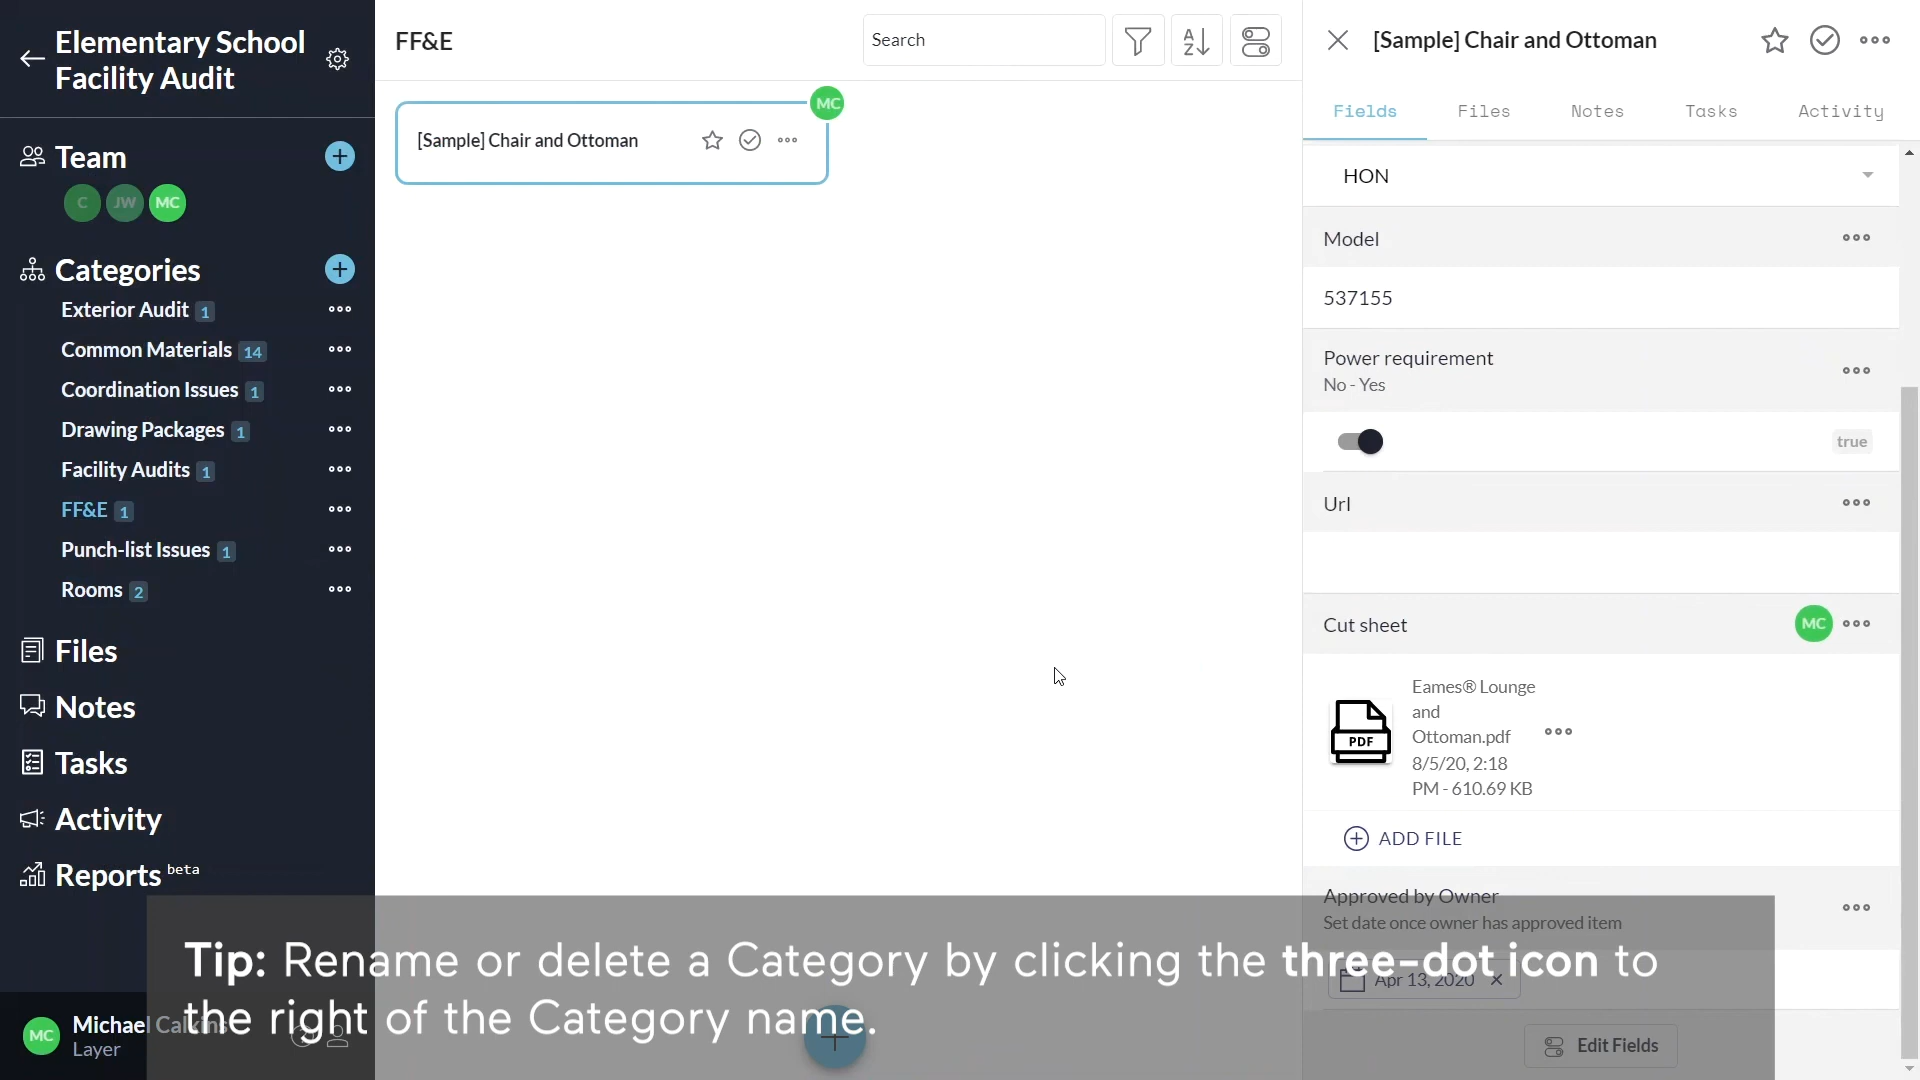 Elementary School
Facility Audit
Team
C JW MC
Categories
Exterior Audit 1
Common Materials 14
Coordination Issues 1
Drawing Packages 1
Facility Audits 1
FF&E 1
Punch-list Issues 1
Rooms 2
Files
Notes
Tasks
Activity
Reports beta
MC
Michael Calkins
Layer
FF&E
Search
A
Z
MC
[Sample] Chair and Ottoman
[Sample] Chair and Ottoman
Fields Files Notes Tasks Activity
HON
Model
537155
Power requirement
No - Yes
true
Url
Cut sheet
MC
PDF
Eames® Lounge
and
Ottoman.pdf
8/5/20, 2:18
PM - 610.69 KB
ADD FILE
Approved by Owner
Set date once owner has approved item
Apr 13, 2020
Edit Fields
Tip: Rename or delete a Category by clicking the three-dot icon to
the right of the Category name.